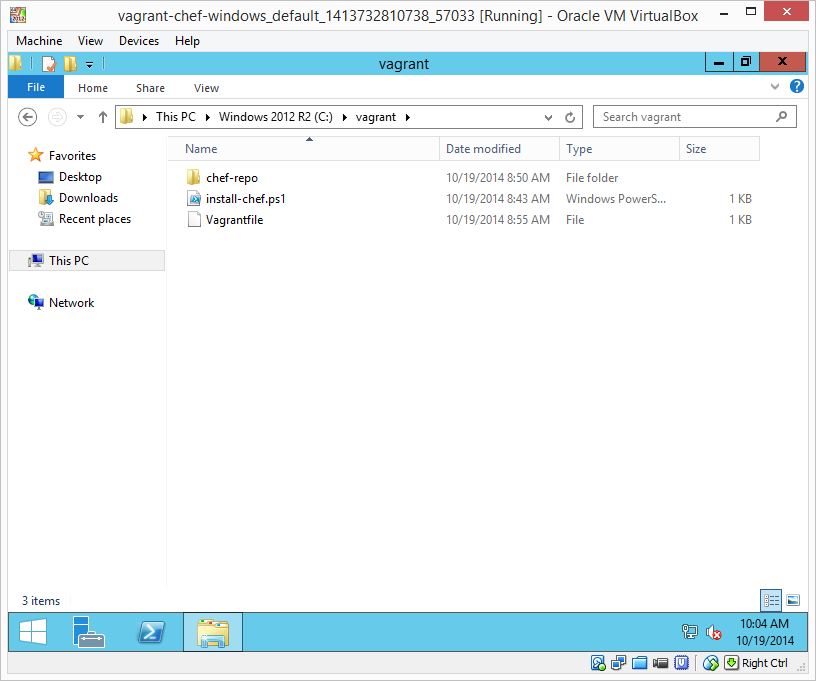 vagrant-chef-windows_default_1413732810738_57033 [Running] - Oracle VM VirtualBox
Machine View Devices Help
vagrant
File Home Share View
This PC Windows 2012 R2 (C:) vagrant Search vagrant
Name Date modified Type Size
Favorites
Desktop
Downloads
Recent places
This PC
Network
chef-repo 10/19/2014 8:50 AM File folder
install-chef.ps1 10/19/2014 8:43 AM Windows PowerS... 1 KB
Vagrantfile 10/19/2014 8:55 AM File 1 KB
3 items
10:04 AM
10/19/2014
Right Ctrl